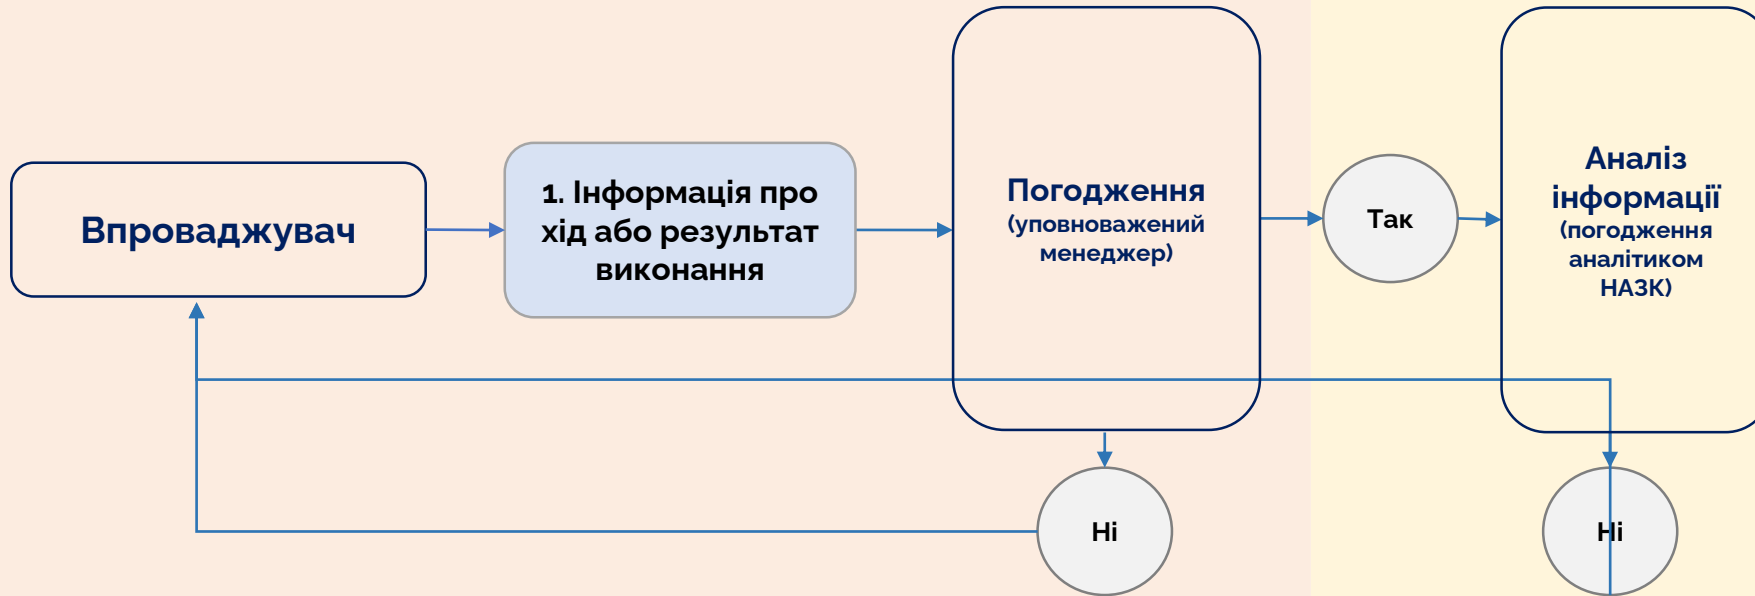 Впроваджувач
1. Інформація про
хід або результат
виконання
Погодження
(уповноважений
менеджер)
Так
Аналіз
інформації
(погодження
аналітиком
НАЗК)
Ні
Ні